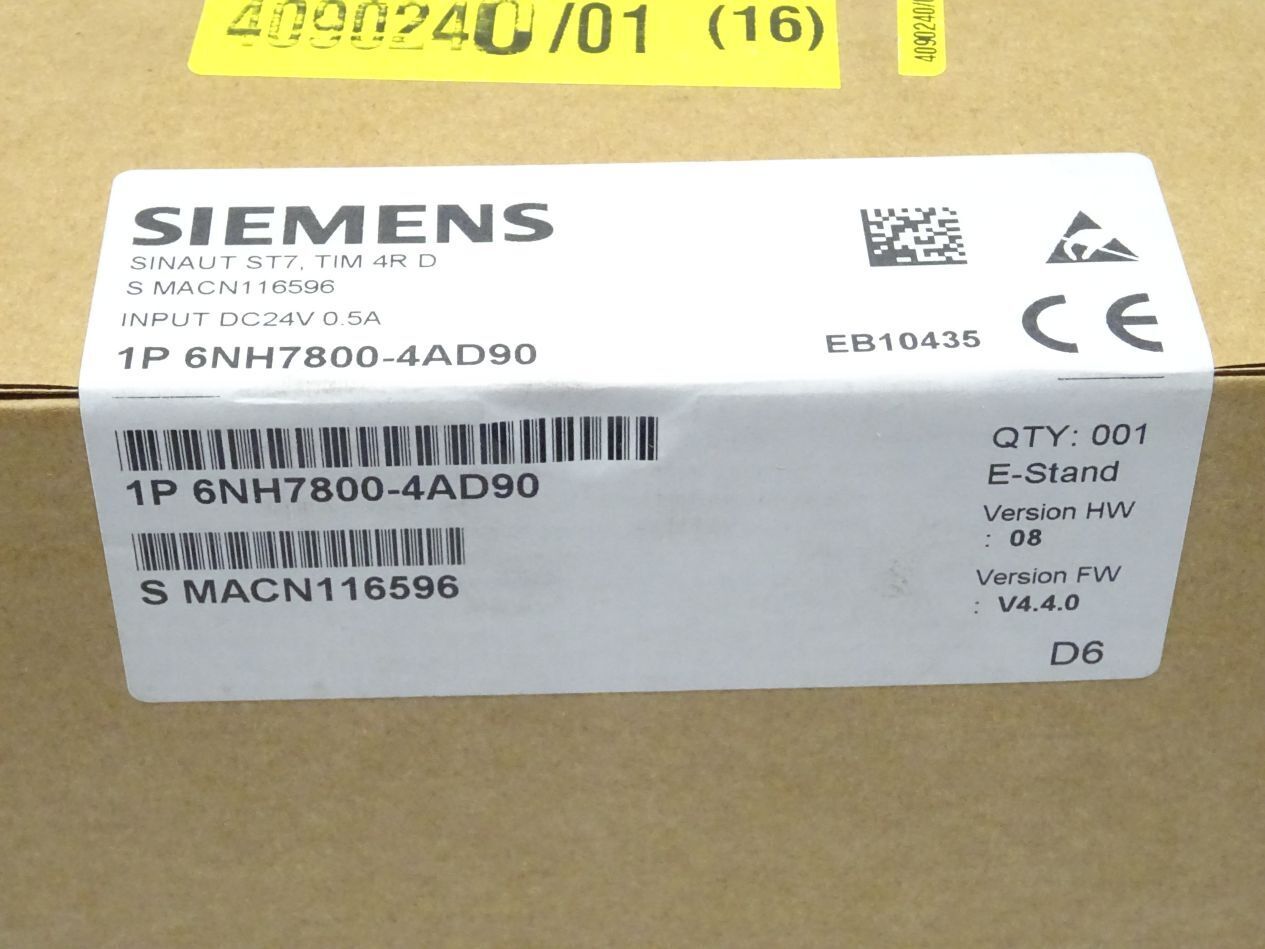 4090240/01 (16)
4090240/
SIEMENS
SINAUT ST7, TIM 4R D
S MACN116596
INPUT DC24V 0.5A
1P 6NH7800-4AD90
EB10435
CE
1P 6NH7800-4AD90
S MACN116596
QTY: 001
E-Stand
Version HW
: 08
Version FW
: V4.4.0
D6